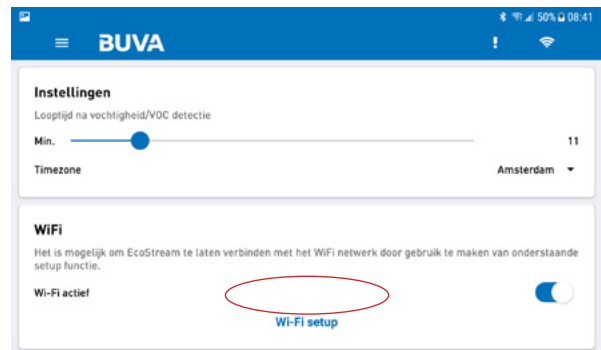 50% 08:41
BUVA
Instellingen
Looptijd na vochtigheid/VOC detectie
Min. 11
Timezone Amsterdam
WiFi
Het is mogelijk om EcoStream te laten verbinden met het WiFi netwerk door gebruik te maken van onderstaande
setup functie.
Wi-Fi actief
Wi-Fi setup